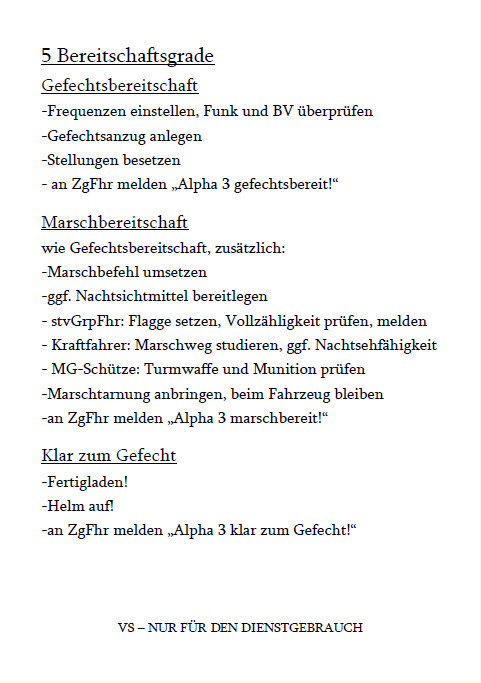 5 Bereitschaftsgrade
Gefechtsbereitschaft
-Frequenzen einstellen, Funk und BV überprüfen
-Gefechtsanzug anlegen
-Stellungen besetzen
- an ZgFhr melden „Alpha 3 gefechtsbereit!“
Marschbereitschaft
wie Gefechtsbereitschaft, zusätzlich:
-Marschbefehl umsetzen
-ggf. Nachtsichtmittel bereitlegen
- stvGrpFhr: Flagge setzen, Vollzähligkeit prüfen, melden
- Kraftfahrer: Marschweg studieren, ggf. Nachtsehfähigkeit
- MG-Schütze: Turmwaffe und Munition prüfen
-Marschtarnung anbringen, beim Fahrzeug bleiben
-an ZgFhr melden „Alpha 3 marschbereit!“
Klar zum Gefecht
-Fertigladen!
-Helm auf!
-an ZgFhr melden „Alpha 3 klar zum Gefecht!“
VS – NUR FÜR DEN DIENSTGEBRAUCH